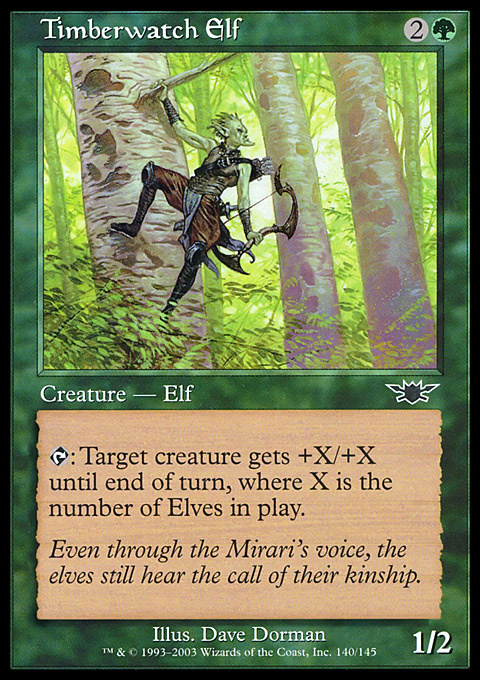 Timberwatch Elf 2
Creature — Elf
: Target creature gets +X/+X
until end of turn, where X is the
number of Elves in play.
Even through the Mirari's voice, the
elves still hear the call of their kinship.
Illus. Dave Dorman
™ & © 1993–2003 Wizards of the Coast, Inc. 140/145
1/2